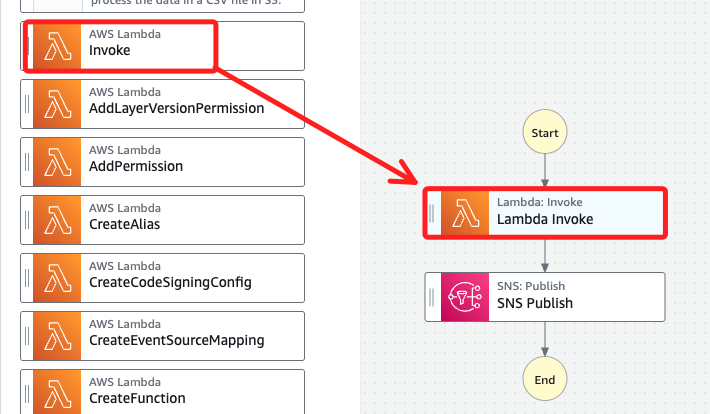 process the data in a CSV file in S3.
AWS Lambda
Invoke
AWS Lambda
AddLayerVersionPermission
AWS Lambda
AddPermission
AWS Lambda
CreateAlias
AWS Lambda
CreateCodeSigningConfig
AWS Lambda
CreateEventSourceMapping
AWS Lambda
CreateFunction
Start
Lambda: Invoke
Lambda Invoke
SNS: Publish
SNS Publish
End